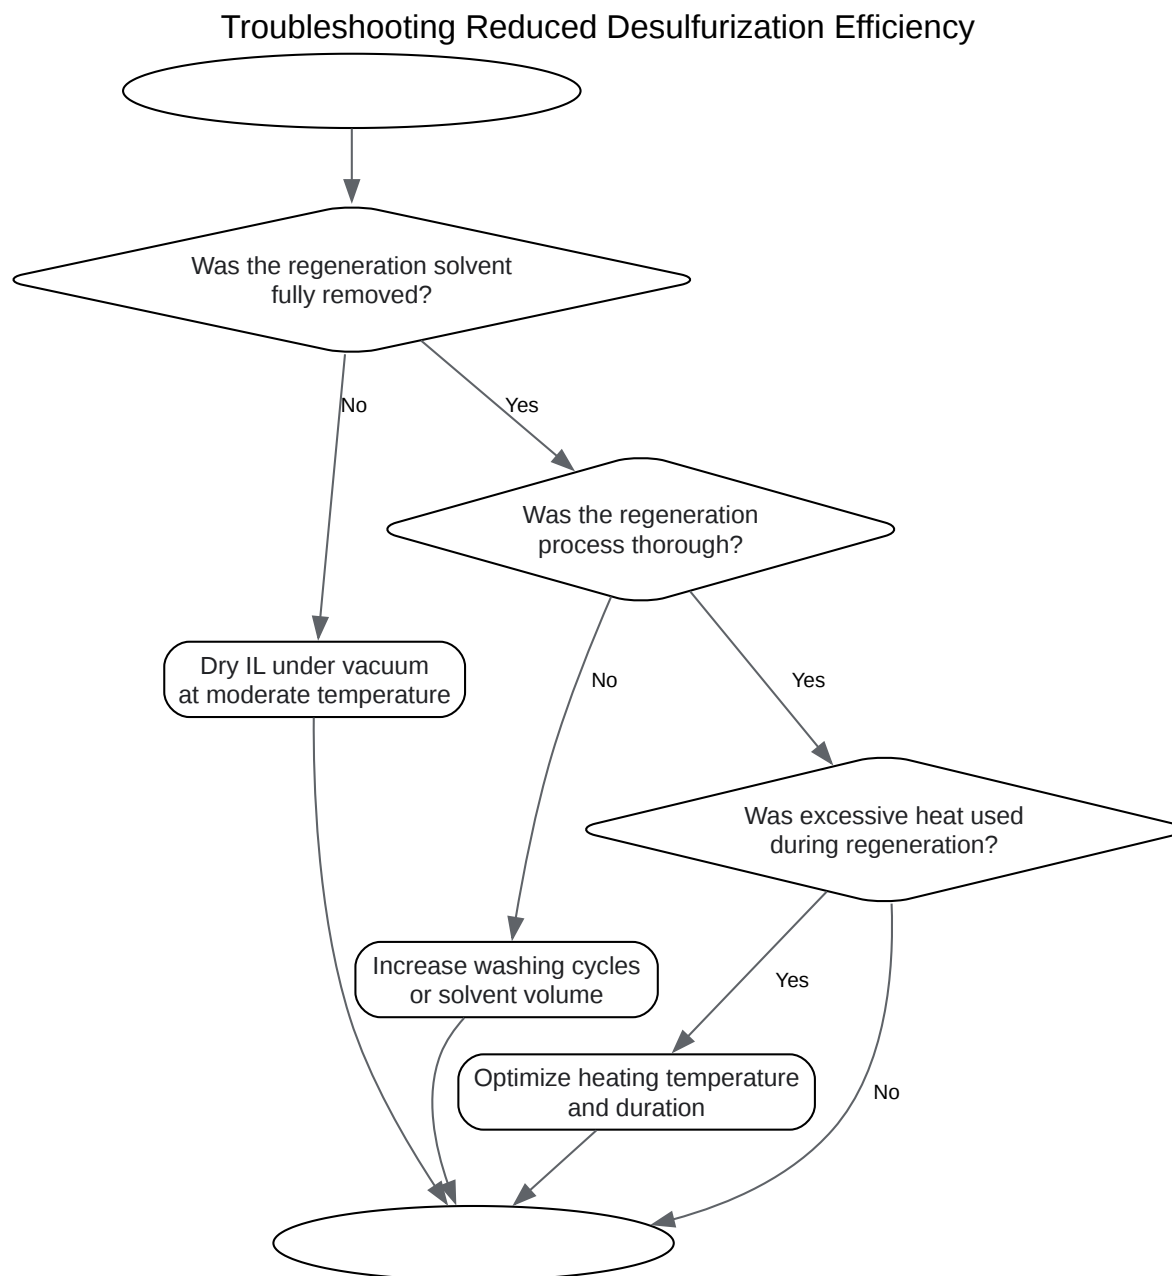 Troubleshooting Reduced Desulfurization Efficiency
Was the regeneration solvent
fully removed?
No
Yes
Was the regeneration
process thorough?
Dry IL under vacuum
at moderate temperature
No
Yes
Was excessive heat used
during regeneration?
Increase washing cycles
or solvent volume
Yes
Optimize heating temperature
and duration
No